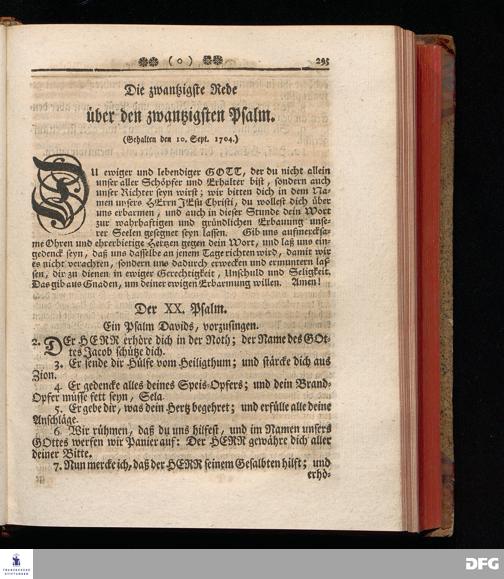 ( o )
293
Die zwantzigste Rede
über den zwantzigsten Psalm.
(Gehalten den 10. Sept. 1704.)
DU ewiger und lebendiger GOTT, der du nicht allein
unser aller Schöpfer und Erhalter bist, sondern auch
unser Richter seyn wirst; wir bitten dich in dem Na-
men unsers HErrn JEsu Christi, du wollest dich über
uns erbarmen, und auch in dieser Stunde dein Wort
zur wahrhaftigen und gründlichen Erbauung unse-
rer Seelen gesegnet seyn lassen. Gib uns aufmercksa-
me Ohren und ehrerbietige Hertzen gegen dein Wort, und laß uns ein-
gedenck seyn, daß uns dasselbe an jenem Tage richten wird, damit wir
es nicht verachten, sondern uns dadurch erwecken und ermuntern las-
sen, dir zu dienen in ewiger Gerechtigkeit, Unschuld und Seligkeit.
Das gib aus Gnaden, um deiner ewigen Erbarmung willen. Amen!
Der XX. Psalm.
Ein Psalm Davids, vorzusingen.
2. DEr HERR erhöre dich in der Noth; der Name des GOt-
tes Jacob schütze dich.
3. Er sende dir Hülfe vom Heiligthum; und stärcke dich aus
Zion.
4. Er gedencke alles deines Speis-Opfers; und dein Brand-
Opfer müsse fett seyn, Sela.
5. Er gebe dir, was dein Hertz begehret; und erfülle alle deine
Anschläge.
6. Wir rühmen, daß du uns hilfest, und im Namen unsers
GOttes werfen wir Panier auf: Der HERR gewähre dich aller
deiner Bitte.
7. Nun mercke ich, daß der HERR seinem Gesalbten hilft; und
erhö-
FRANCKESCHE
STIFTUNGEN
DFG